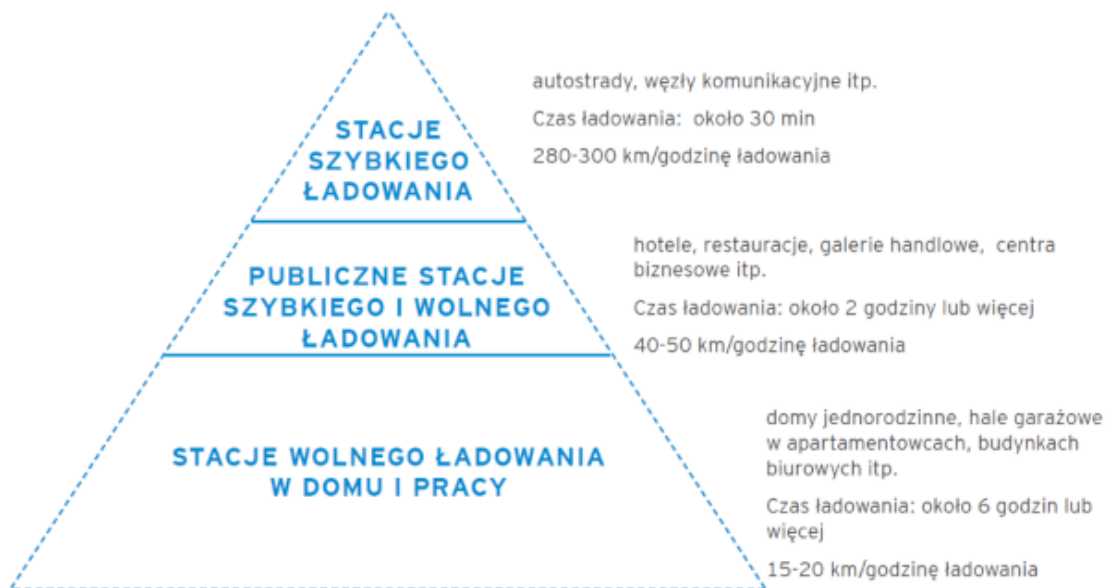 STACJE
SZYBKIEGO
ŁADOWANIA
autostrady, węzły komunikacyjne itp.
Czas ładowania: około 30 min
280-300 km/godzinę ładowania
PUBLICZNE STACJE
SZYBKIEGO I WOLNEGO
ŁADOWANIA
hotele, restauracje, galerie handlowe, centra
biznesowe itp.
Czas ładowania: około 2 godziny lub więcej
40-50 km/godzinę ładowania
STACJE WOLNEGO ŁADOWANIA
W DOMU I PRACY
domy jednorodzinne, hale garażowe
w apartamentowcach, budynkach
biurowych itp.
Czas ładowania: około 6 godzin lub
więcej
15-20 km/godzinę ładowania